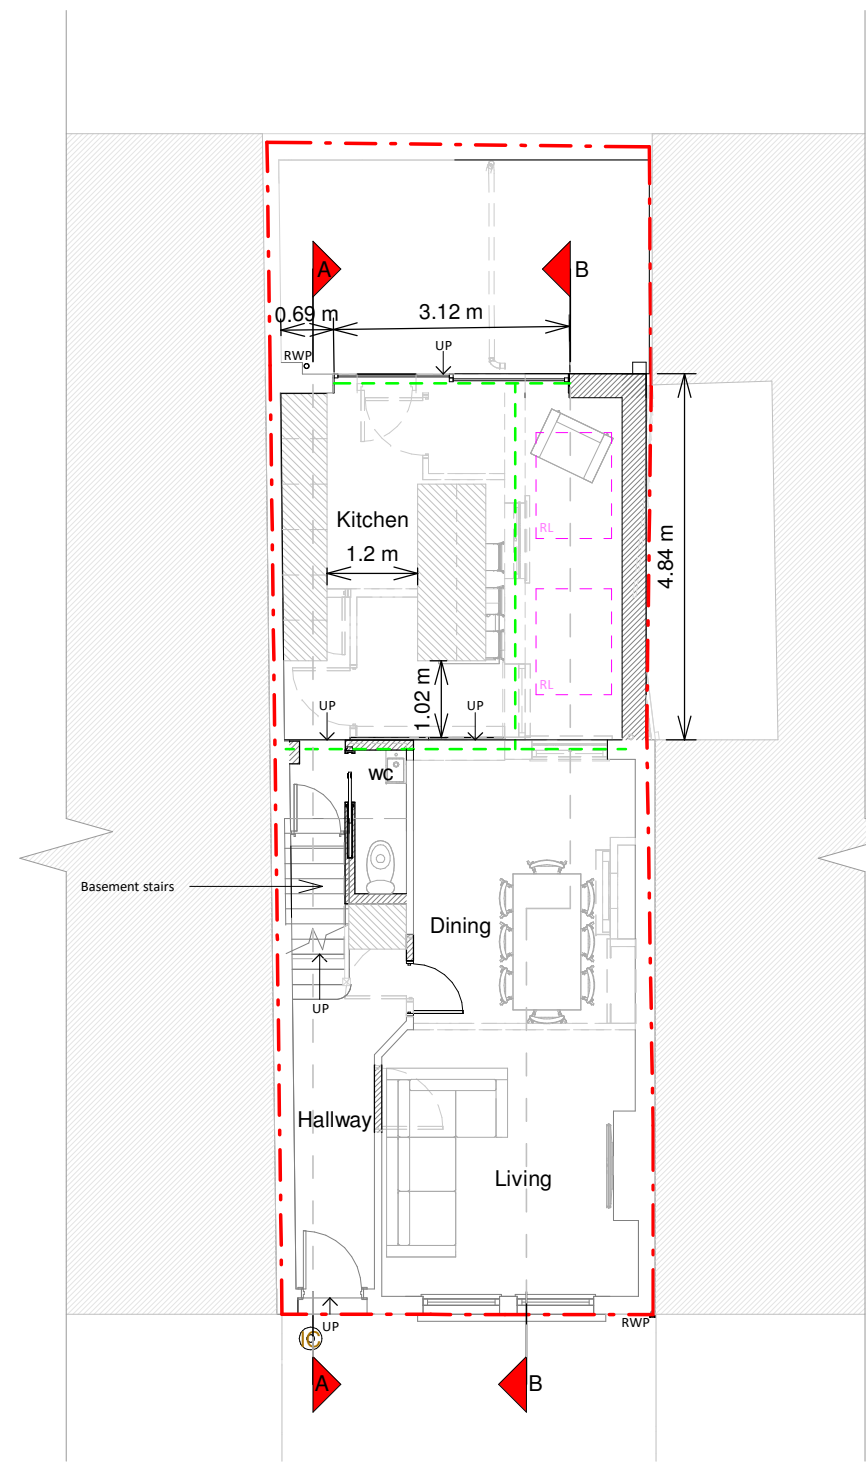 A
B
0.69 m
3.12 m
RWP
UP
Kitchen
RL
1.2 m
4.84 m
RL
1.02 m
UP
UP
wc
Basement stairs
Dining
UP
Hallway
Living
UP
RWP
IC
A
B